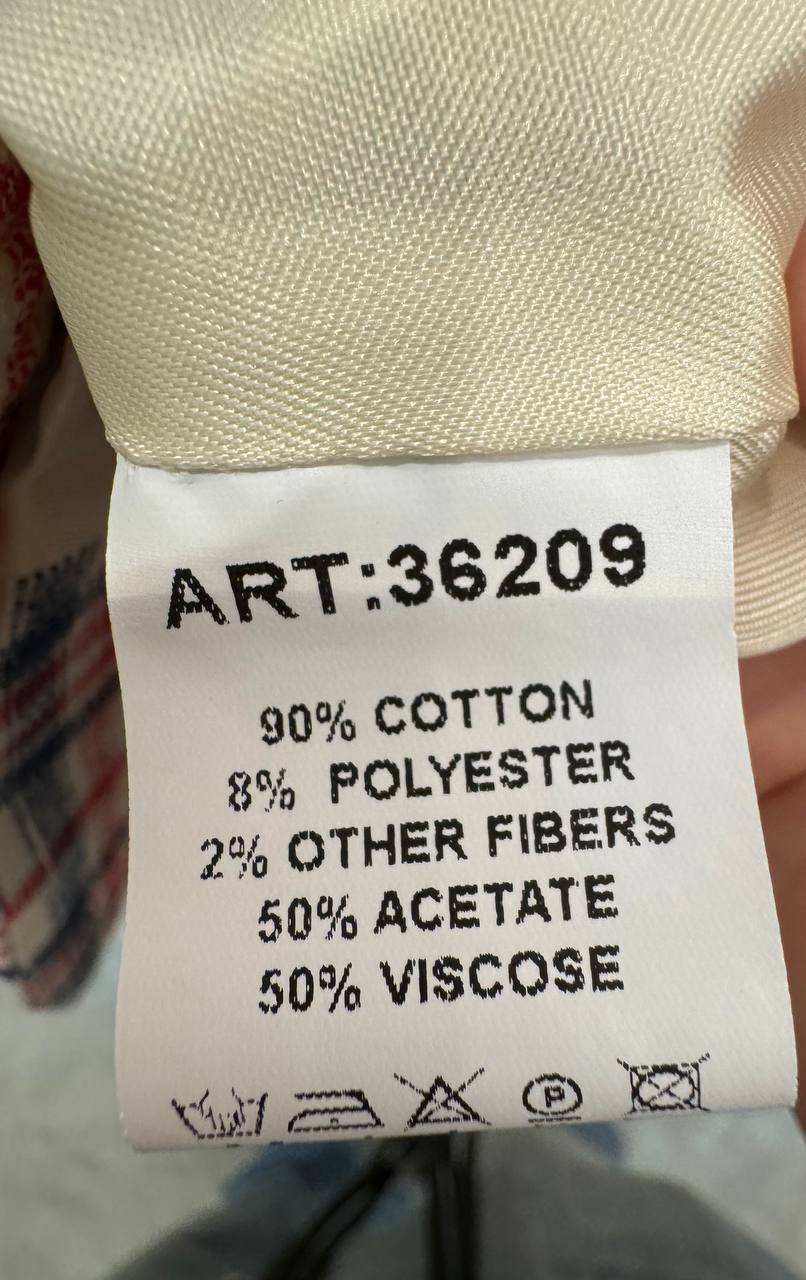 ART:36209
90% COTTON
8% POLYESTER
2% OTHER FIBERS
50% ACETATE
50% VISCOSE
P